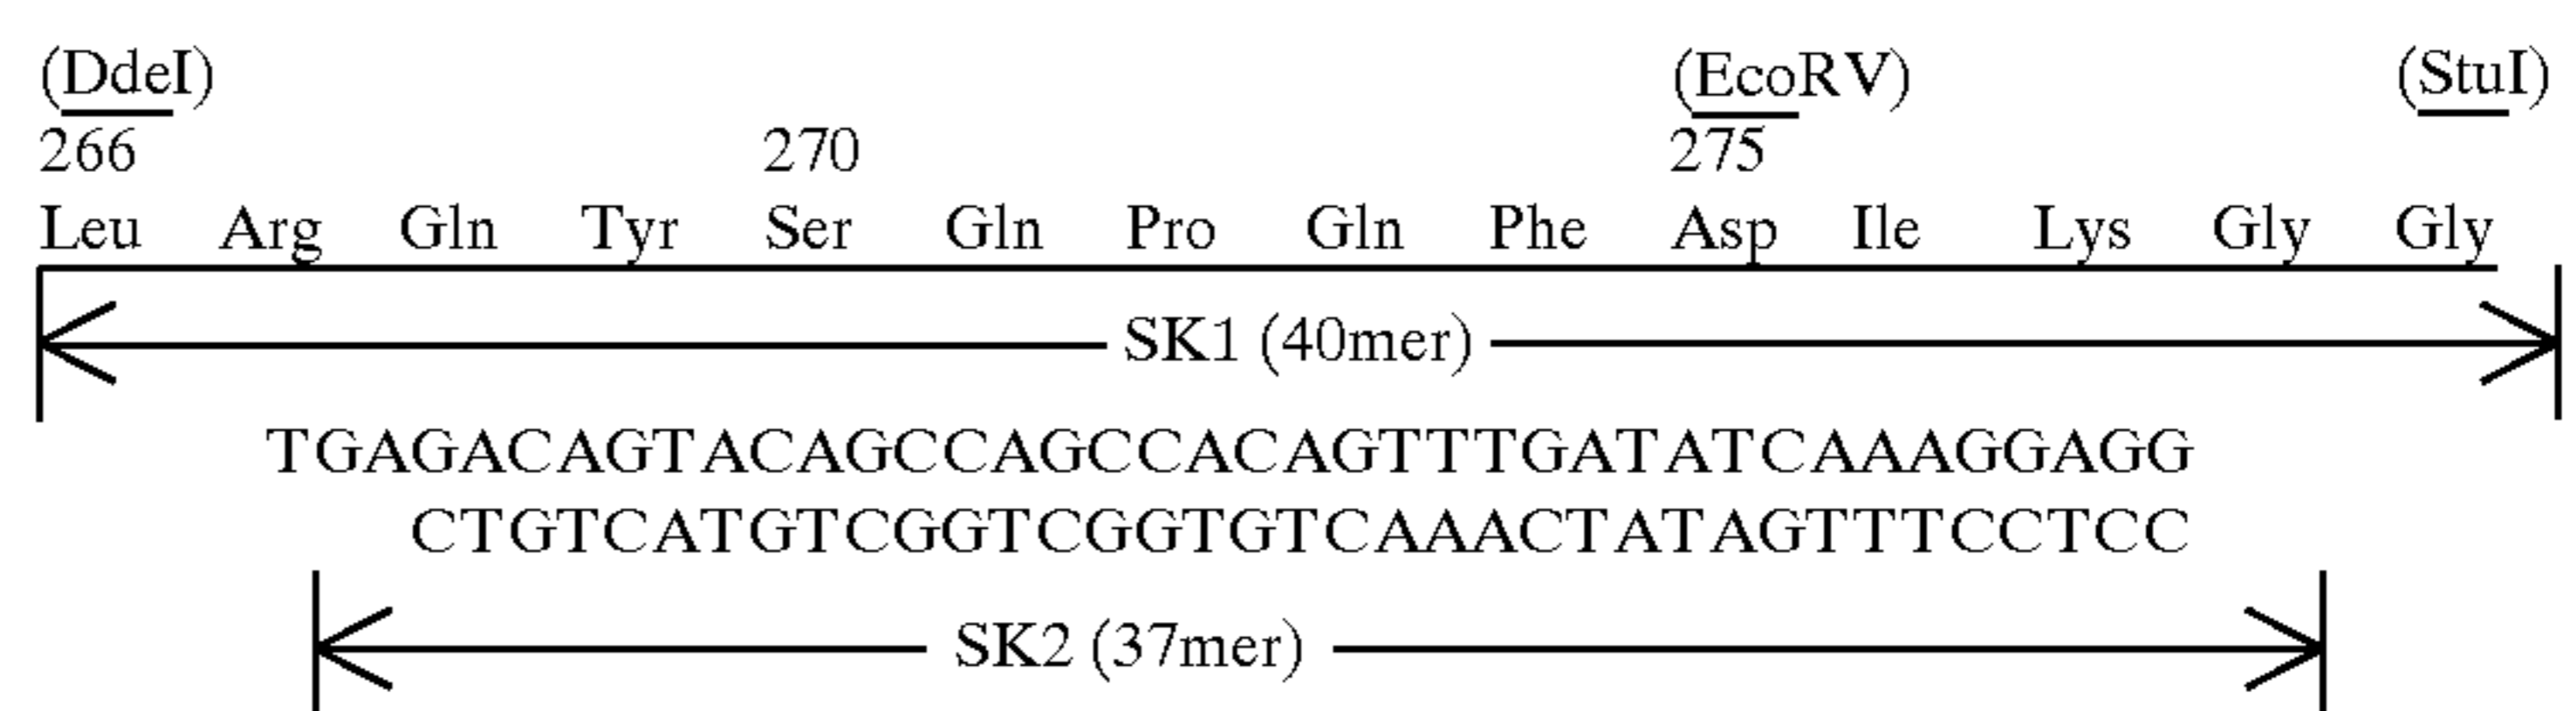 (DdeI) (EcoRV) (StuI)
266 270 275
Leu Arg Gln Tyr Ser Gln Pro Gln Phe Asp Ile Lys Gly Gly
SK1 (40mer)
TGAGACAGTACAGCCAGCCACAGTTTGATATCAAAGGAGG
CTGTCATGTCGGTCGGTGTCAAACTATAGTTTCCTCC
SK2 (37mer)